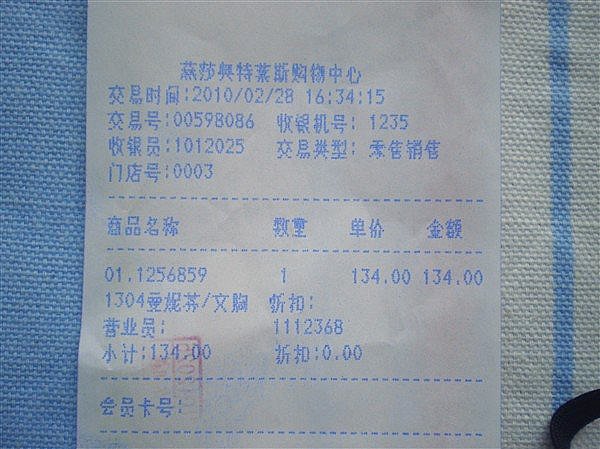 燕莎奥特莱斯购物中心
交易时间:2010/02/28 16:34:15
交易号:00598086 收银机号: 1235
收银员:1012025 交易类型: 零售销售
门店号:0003
商品名称 数量 单价 金额
01.1256859 1 134.00 134.00
1304曼妮芬/文胸 折扣:
营业员: 1112368
小计:134.00 折扣:0.00
会员卡号: